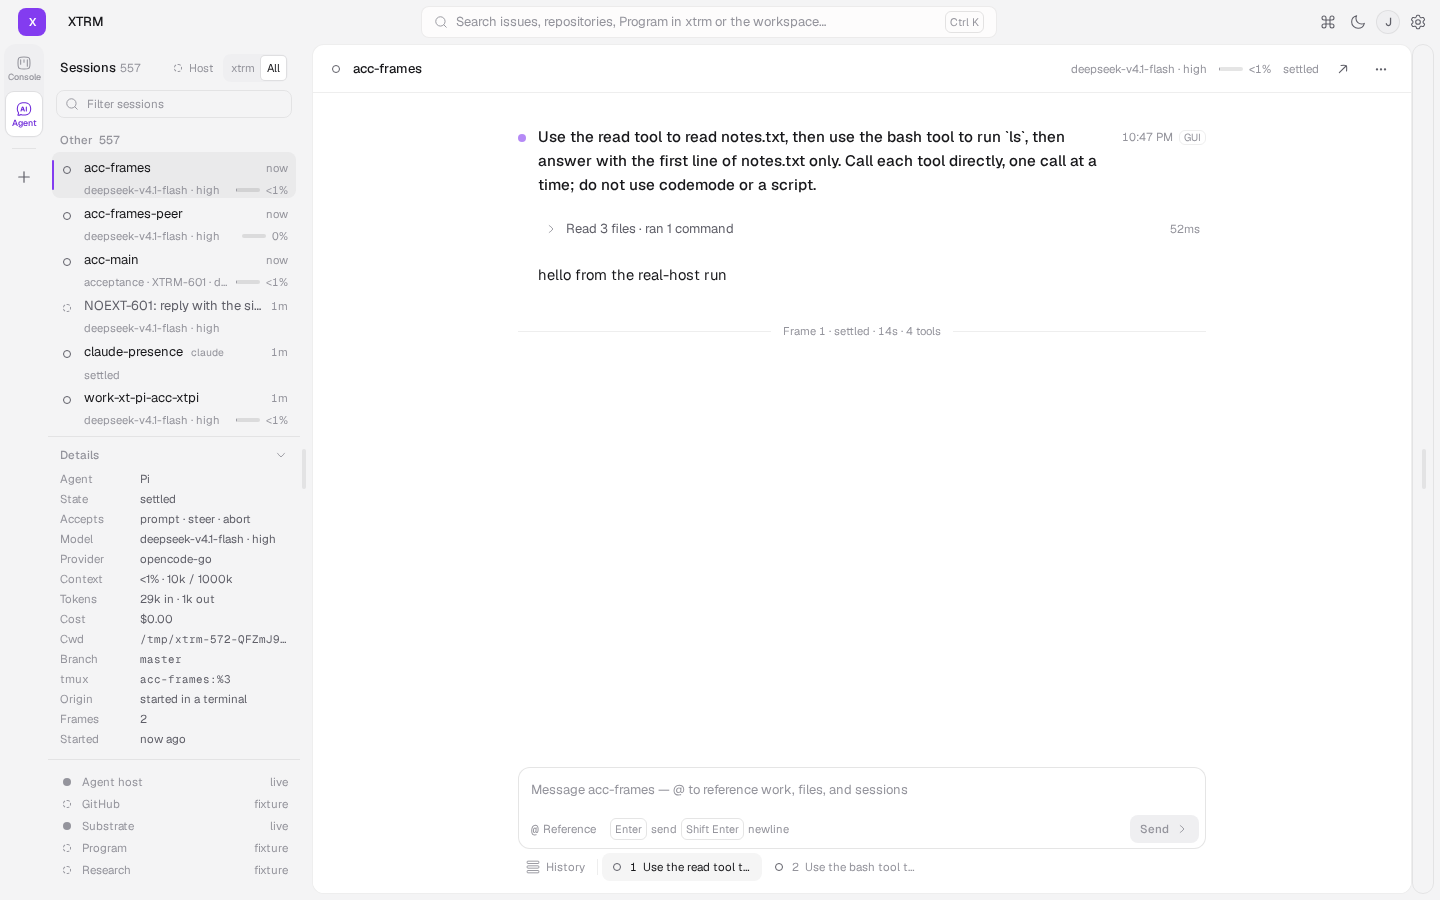 X
XTRM
Search issues, repositories, Program in xtrm or the workspace...
Ctrl K
J
Console
AI
Agent
Sessions 557
Host
xtrm
All
Filter sessions
Other 557
acc-frames
now
deepseek-v4.1-flash · high
<1%
acc-frames-peer
now
deepseek-v4.1-flash · high
0%
acc-main
now
acceptance · XTRM-601 · d...
<1%
NOEXT-601: reply with the si...
1m
deepseek-v4.1-flash · high
claude-presence claude
1m
settled
work-xt-pi-acc-xtpi
1m
deepseek-v4.1-flash · high
<1%
Details
Agent Pi
State settled
Accepts prompt · steer · abort
Model deepseek-v4.1-flash · high
Provider opencode-go
Context <1% · 10k / 1000k
Tokens 29k in · 1k out
Cost $0.00
Cwd /tmp/xtrm-572-QFZmJ9...
Branch master
tmux acc-frames:%3
Origin started in a terminal
Frames 2
Started now ago
Agent host live
GitHub fixture
Substrate live
Program fixture
Research fixture
acc-frames
deepseek-v4.1-flash · high
<1%
settled
Use the read tool to read notes.txt, then use the bash tool to run `ls`, then
answer with the first line of notes.txt only. Call each tool directly, one call at a
time; do not use codemode or a script.
10:47 PM GUI
Read 3 files · ran 1 command
52ms
hello from the real-host run
Frame 1 · settled · 14s · 4 tools
Message acc-frames — @ to reference work, files, and sessions
@ Reference
Enter send Shift Enter newline
Send
History
1 Use the read tool t...
2 Use the bash tool t...